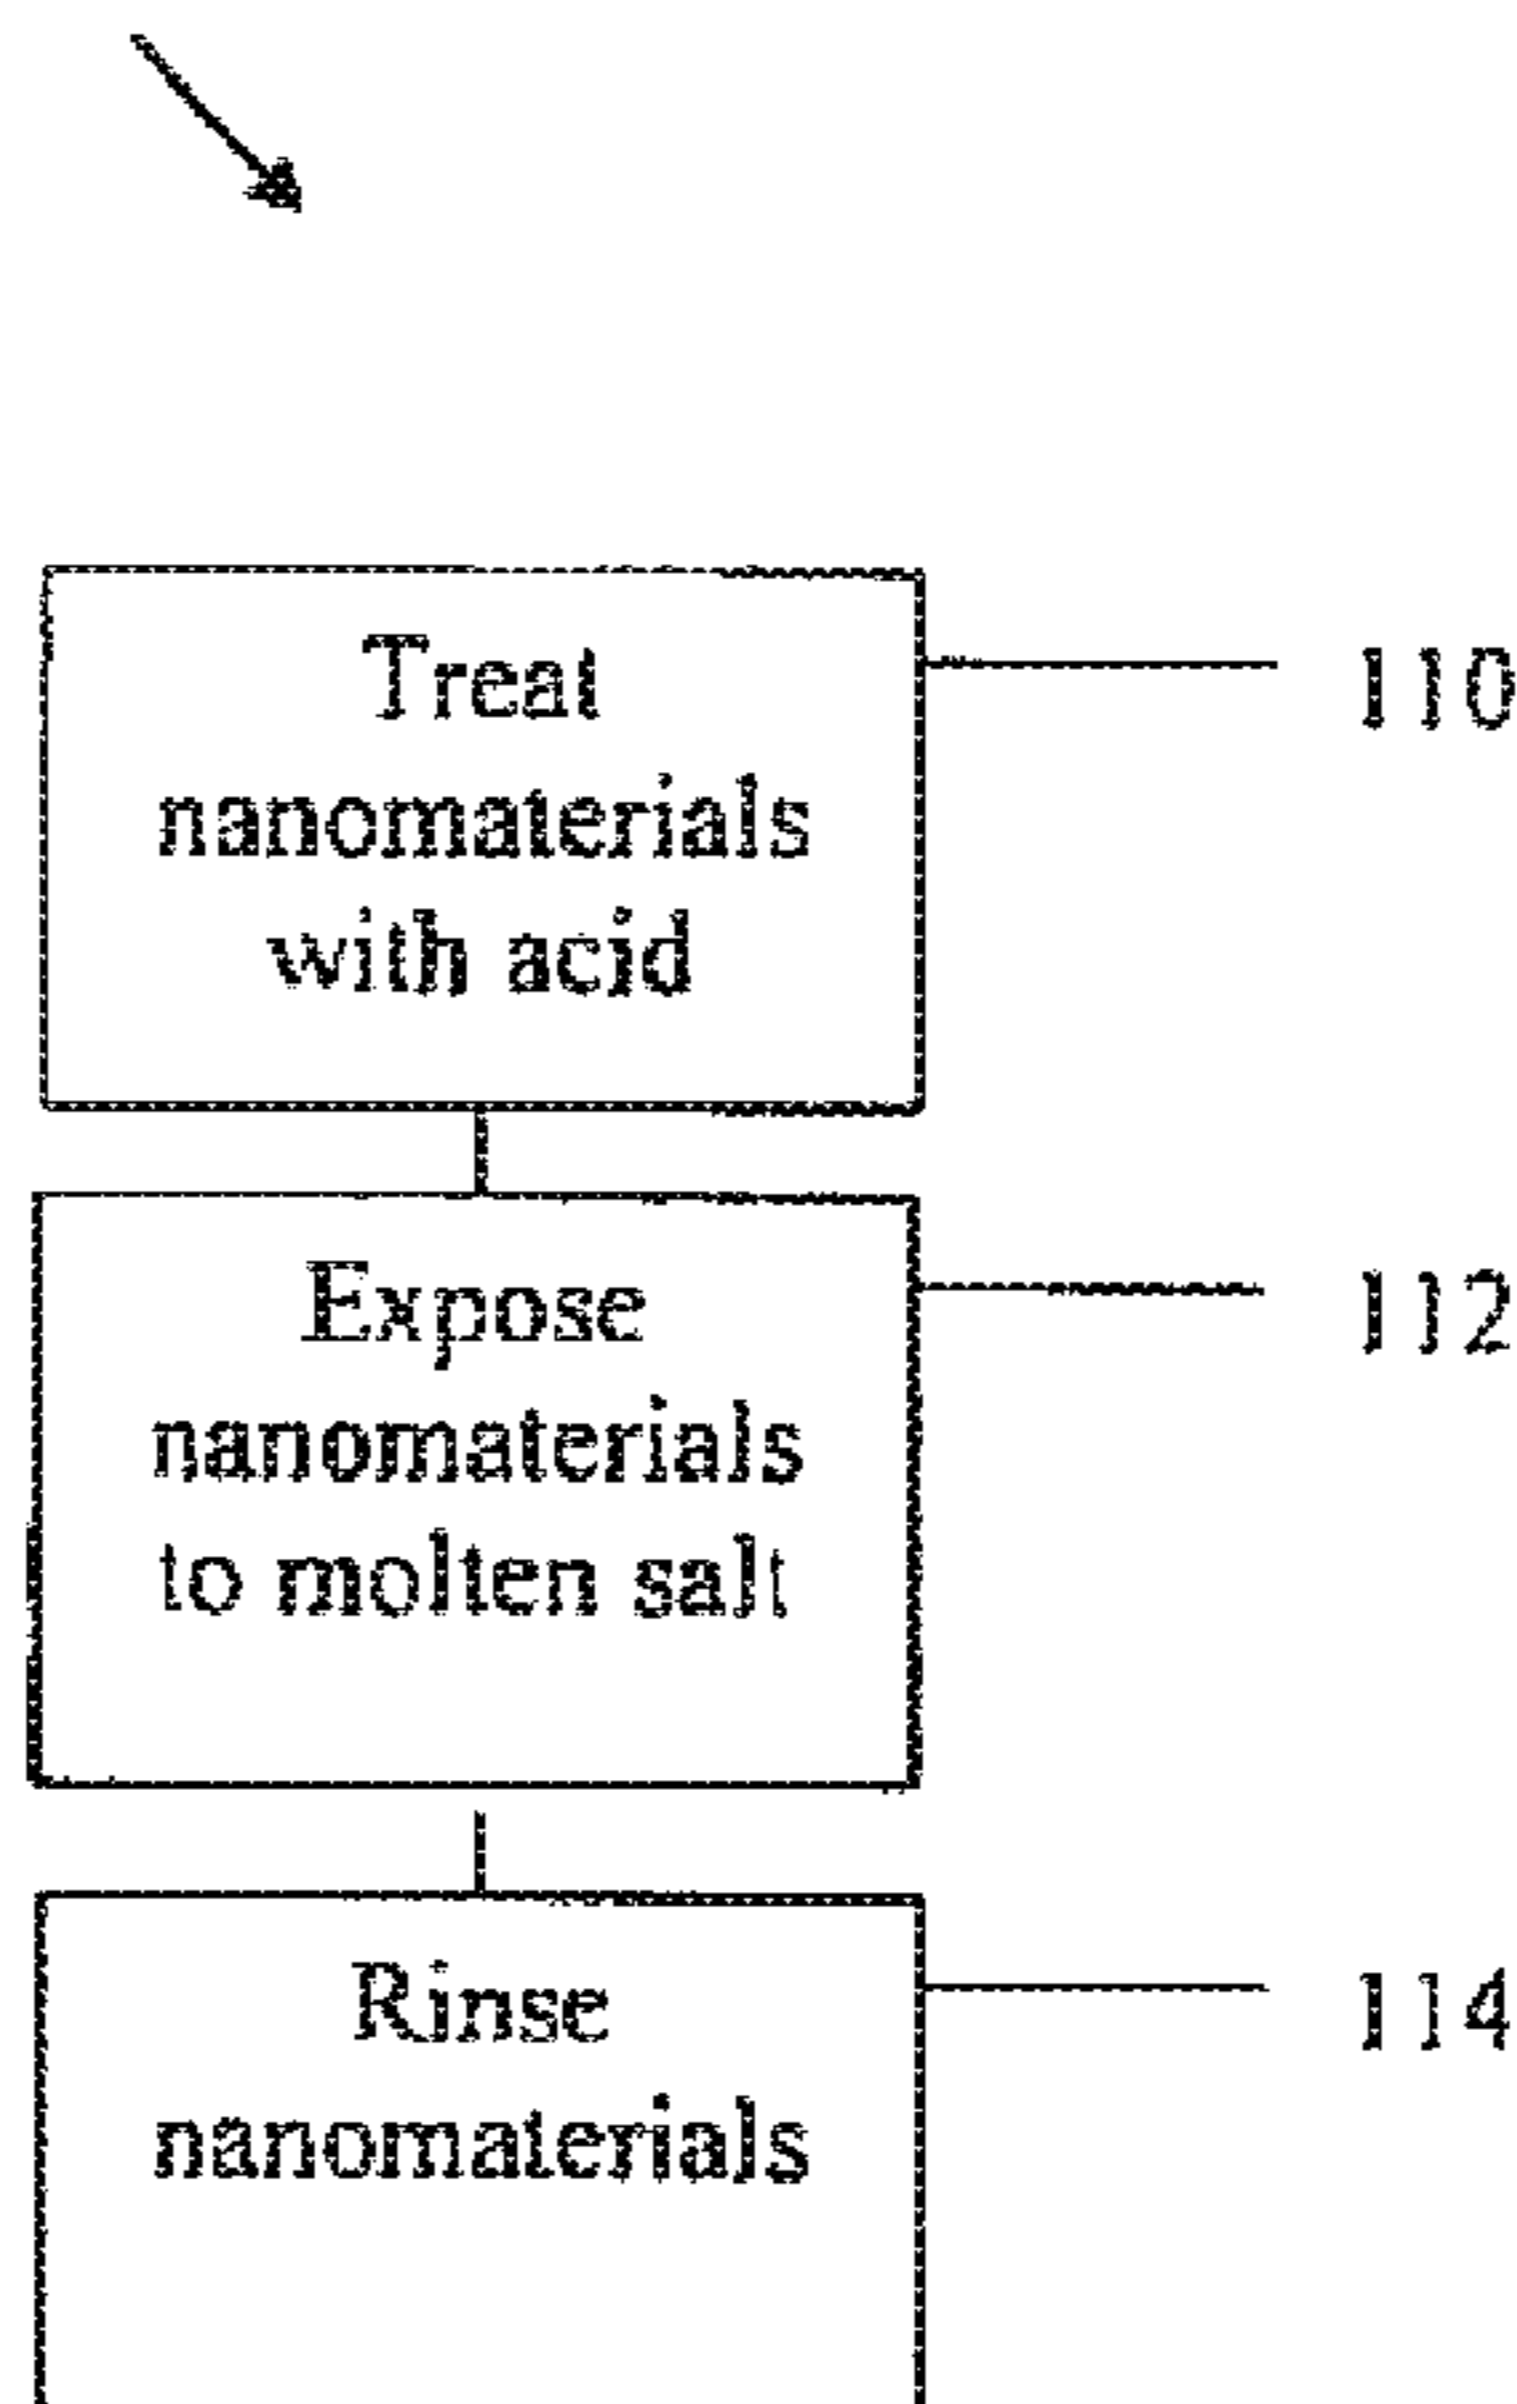 Treat
nanomaterials
with acid
110
Expose
nanomaterials
to molten salt
112
Rinse
nanomaterials
114